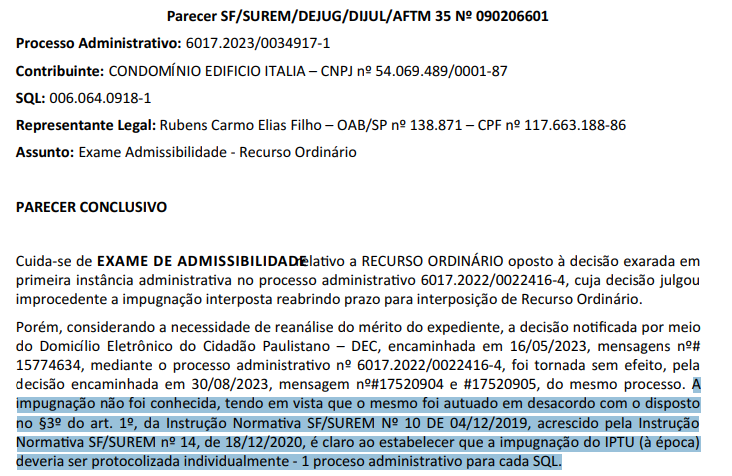 Parecer SF/SUREM/DEJUG/DIJUL/AFTM 35 Nº 090206601
Processo Administrativo: 6017.2023/0034917-1
Contribuinte: CONDOMÍNIO EDIFICIO ITALIA – CNPJ nº 54.069.489/0001-87
SQL: 006.064.0918-1
Representante Legal: Rubens Carmo Elias Filho – OAB/SP nº 138.871 – CPF nº 117.663.188-86
Assunto: Exame Admissibilidade - Recurso Ordinário
PARECER CONCLUSIVO
Cuida-se de EXAME DE ADMISSIBILIDADE relativo a RECURSO ORDINÁRIO oposto à decisão exarada em
primeira instância administrativa no processo administrativo 6017.2022/0022416-4, cuja decisão julgou
improcedente a impugnação interposta reabrindo prazo para interposição de Recurso Ordinário.
Porém, considerando a necessidade de reanálise do mérito do expediente, a decisão notificada por meio
do Domicílio Eletrônico do Cidadão Paulistano – DEC, encaminhada em 16/05/2023, mensagens nº#
15774634, mediante o processo administrativo nº 6017.2022/0022416-4, foi tornada sem efeito, pela
decisão encaminhada em 30/08/2023, mensagem nº#17520904 e #17520905, do mesmo processo. A
impugnação não foi conhecida, tendo em vista que o mesmo foi autuado em desacordo com o disposto
no §3º do art. 1º, da Instrução Normativa SF/SUREM Nº 10 DE 04/12/2019, acrescido pela Instrução
Normativa SF/SUREM nº 14, de 18/12/2020, é claro ao estabelecer que a impugnação do IPTU (à época)
deveria ser protocolizada individualmente - 1 proceso administrativo para cada SQL.